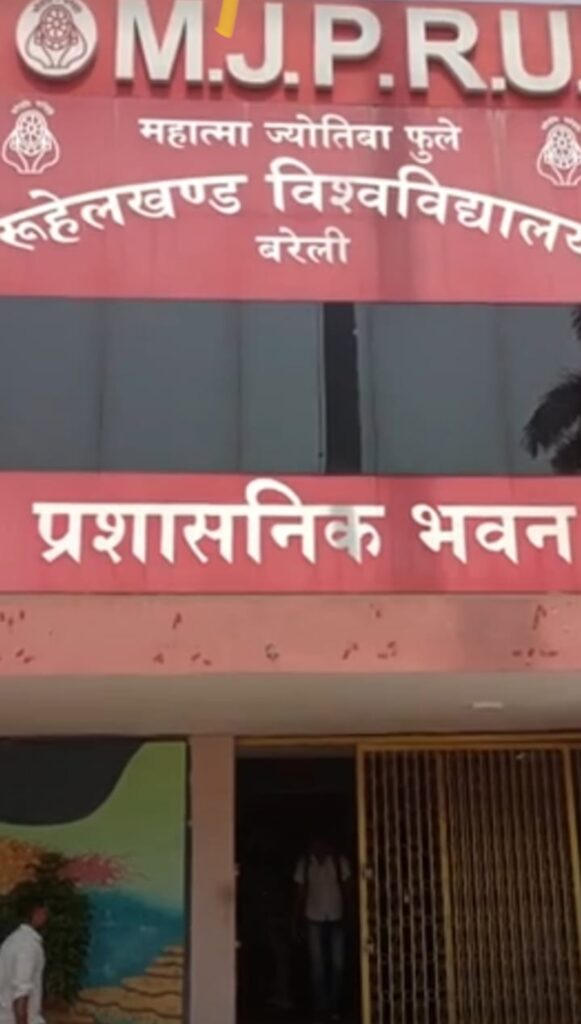 M.J.P.R.U.
महात्मा ज्योतिबा फुले
रूहेलखण्ड विश्वविद्यालय
बरेली
प्रशासनिक भवन